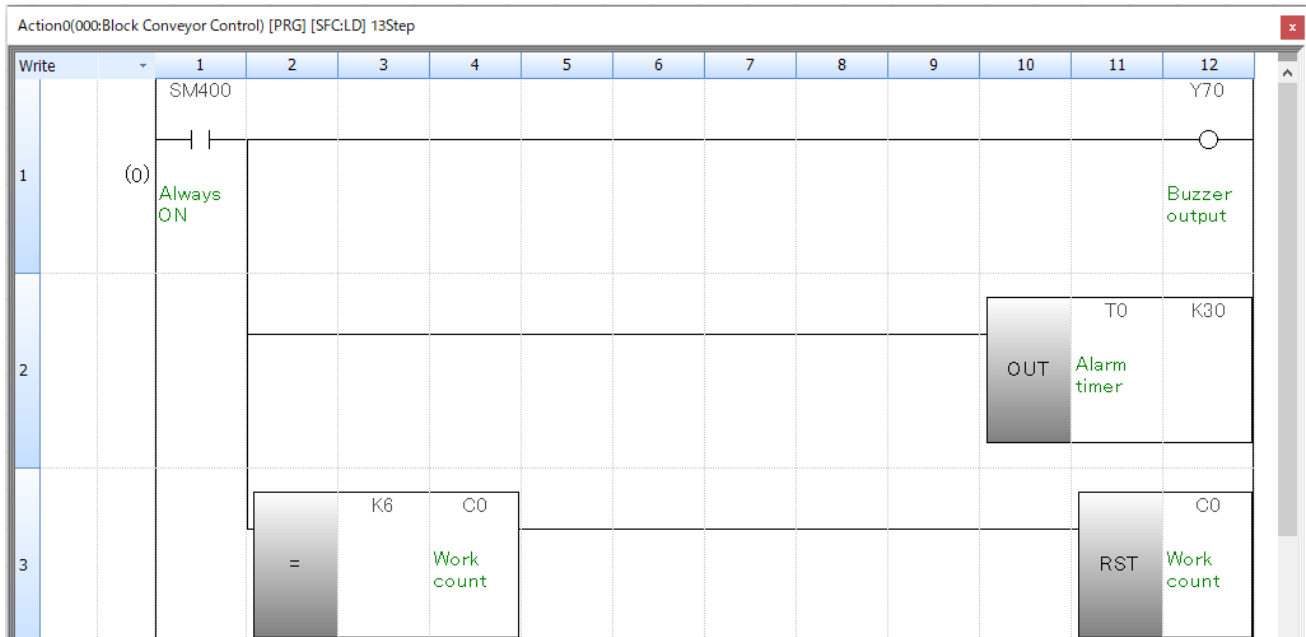 Action0(000:Block Conveyor Control) [PRG] [SFC:LD] 13Step
x
Write 1 2 3 4 5 6 7 8 9 10 11 12
SM400 Y70
1 (0)
Always Buzzer
ON output
T0 K30
2 OUT Alarm
timer
K6 C0 C0
3 = Work RST Work
count count